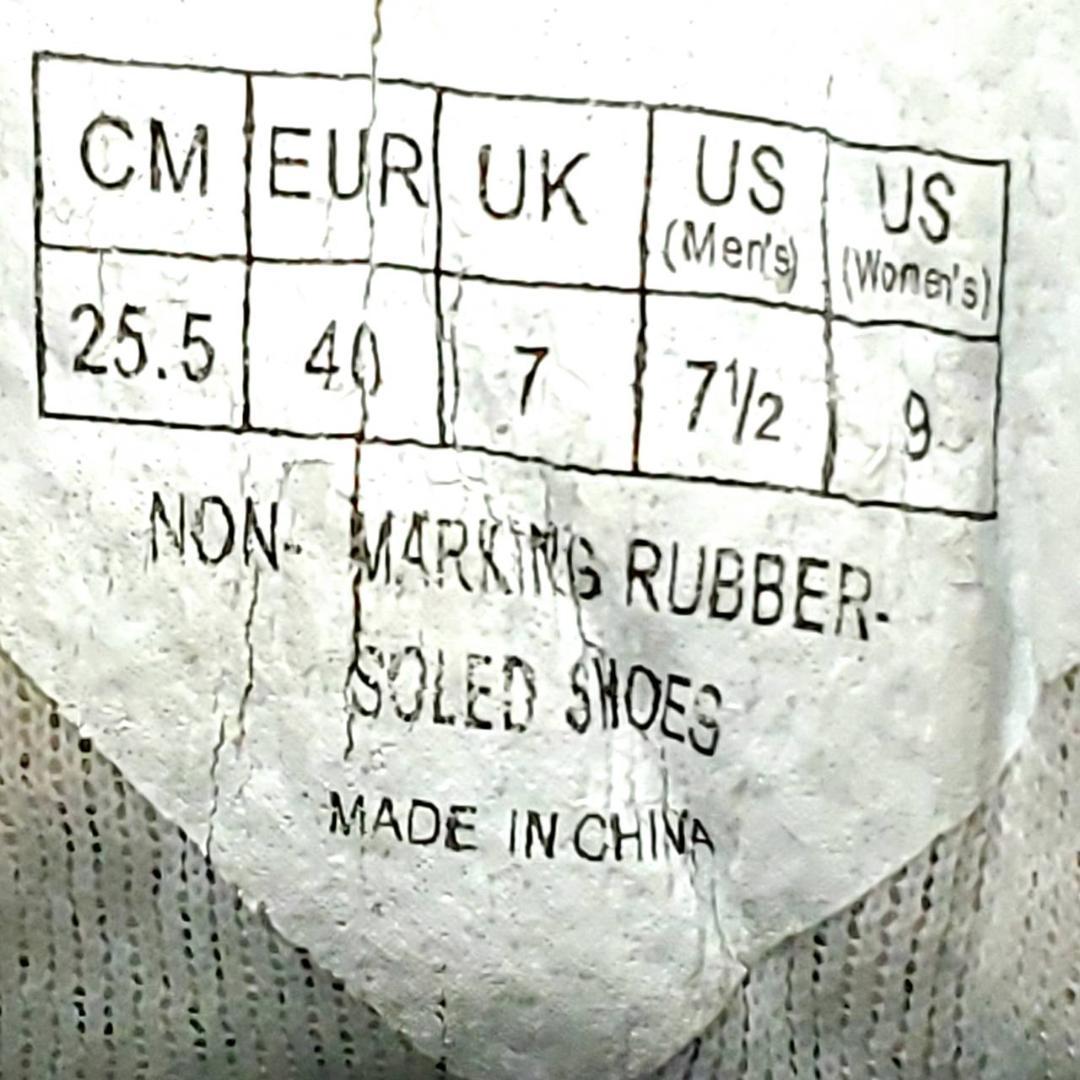 CM EUR UK US (Men's) US (Women's)
25.5 40 7 7½ 9
NON- MARKING RUBBER-
SOLED SHOES
MADE IN CHINA